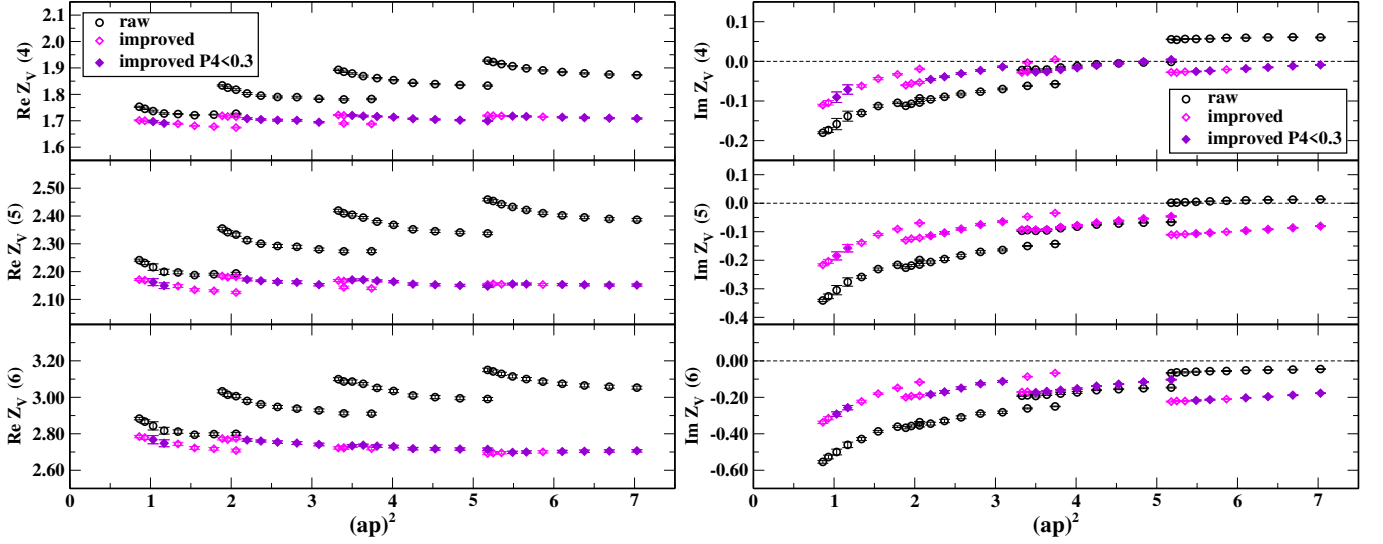 2.1
2.0
1.9
1.8
1.7
1.6
Re Z_V (4)
raw
improved
improved P4<0.3
2.50
2.40
2.30
2.20
2.10
Re Z_V (5)
3.20
3.00
2.80
2.60
Re Z_V (6)
0 1 2 3 4 5 6 7
(ap)^2
0.1
0.0
-0.1
-0.2
Im Z_V (4)
raw
improved
improved P4<0.3
0.0
-0.1
-0.2
-0.3
-0.4
Im Z_V (5)
0.00
-0.20
-0.40
-0.60
Im Z_V (6)
0 1 2 3 4 5 6 7
(ap)^2